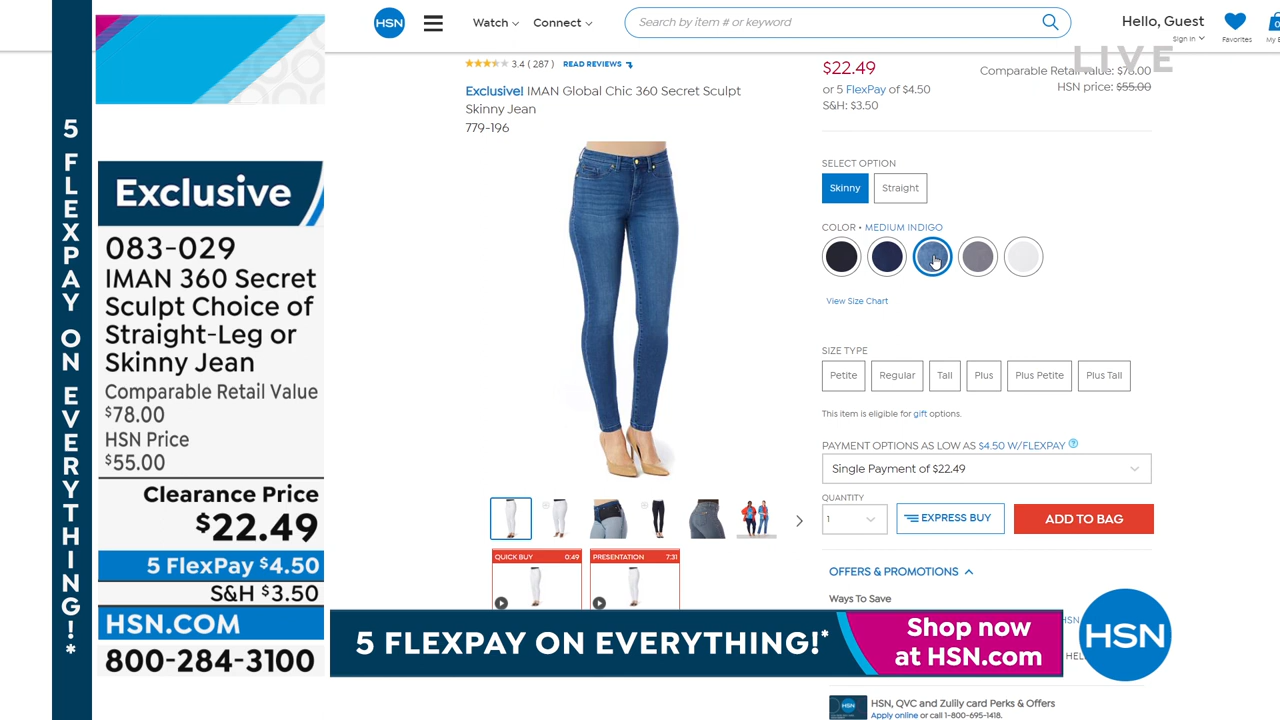 5 FLEXPAY ON EVERYTHING!*
Exclusive
083-029
IMAN 360 Secret
Sculpt Choice of
Straight-Leg or
Skinny Jean
Comparable Retail Value
$78.00
HSN Price
$55.00
Clearance Price
$22.49
5 FlexPay $4.50
S&H $3.50
HSN.COM
800-284-3100
HSN
Watch
Connect
Search by item # or keyword
Hello, Guest
Sign In
Favorites
0
LIVE
3.4 ( 287 )
READ REVIEWS
Exclusive! IMAN Global Chic 360 Secret Sculpt
Skinny Jean
779-196
QUICK BUY 0:49
PRESENTATION 7:31
$22.49
or 5 FlexPay of $4.50
S&H: $3.50
Comparable Retail Value: $78.00
HSN price: $55.00
SELECT OPTION
Skinny
Straight
COLOR • MEDIUM INDIGO
View Size Chart
SIZE TYPE
Petite
Regular
Tall
Plus
Plus Petite
Plus Tall
This item is eligible for gift options.
PAYMENT OPTIONS AS LOW AS $4.50 W/FLEXPAY
Single Payment of $22.49
QUANTITY
1
EXPRESS BUY
ADD TO BAG
OFFERS & PROMOTIONS
Ways To Save
5 FLEXPAY ON EVERYTHING!*
Shop now
at HSN.com
HSN
HSN
HSN, QVC and Zulily card Perks & Offers
Apply online or call 1-800-695-1418.